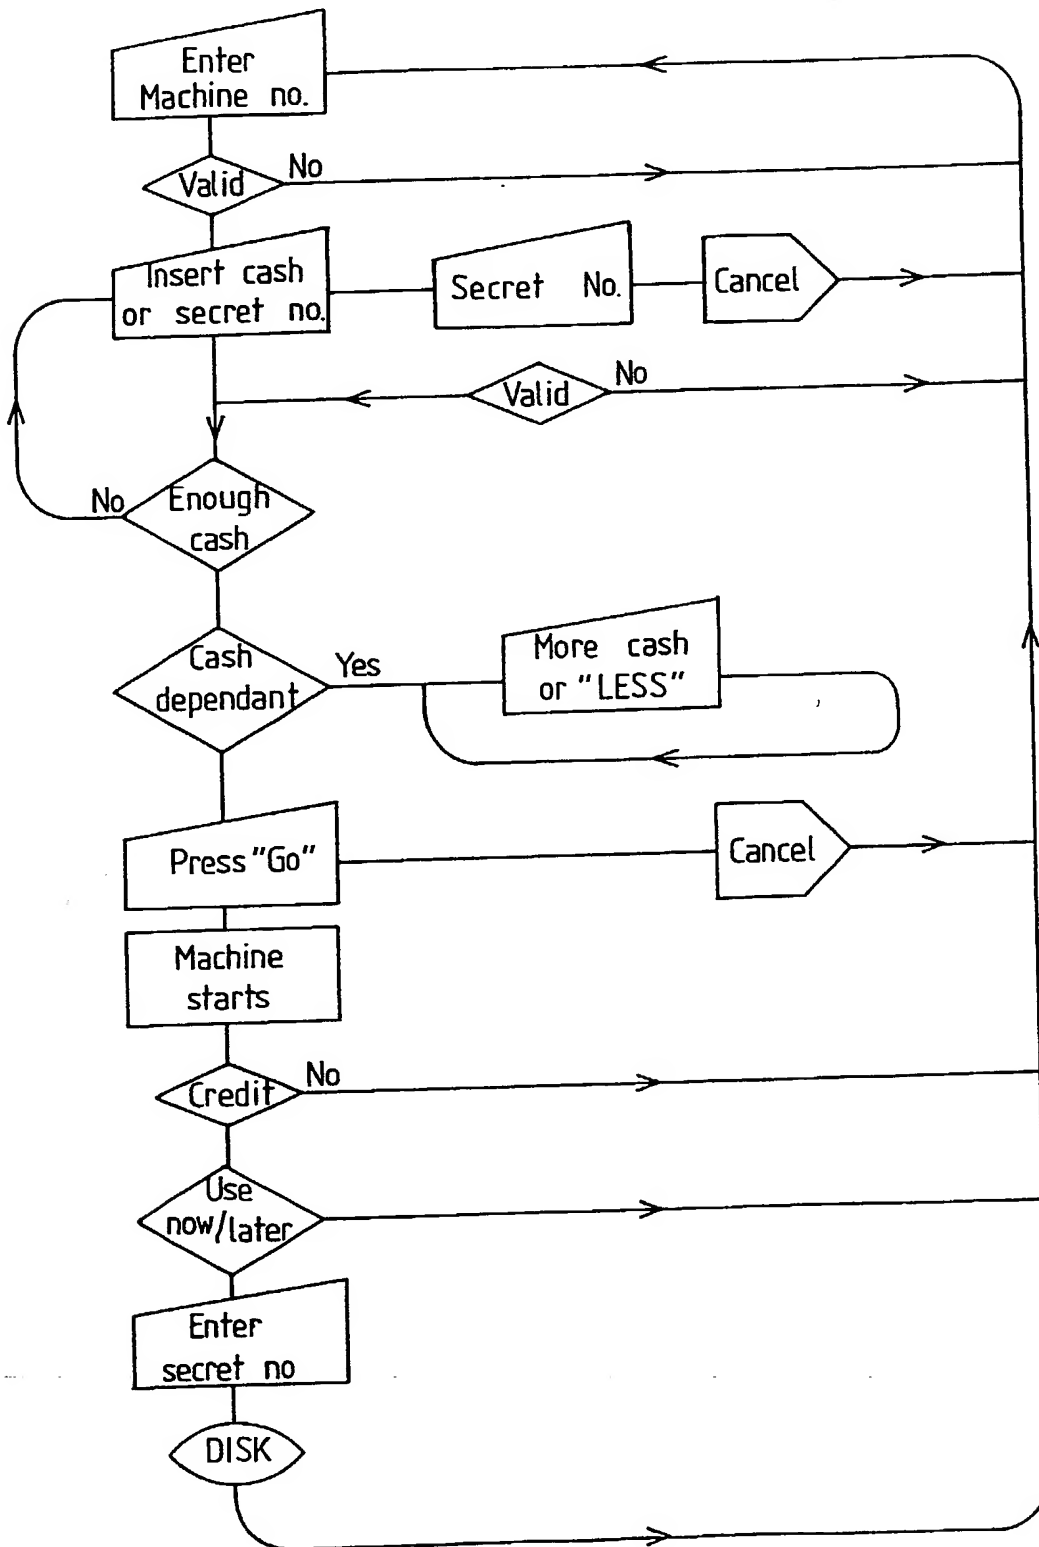 Enter
Machine no.
Valid
No
Insert cash
or secret no.
Secret No.
Cancel
Valid
No
No
Enough
cash
Cash
dependant
Yes
More cash
or "LESS"
Press "Go"
Cancel
Machine
starts
Credit
No
Use
now/later
Enter
secret no
DISK